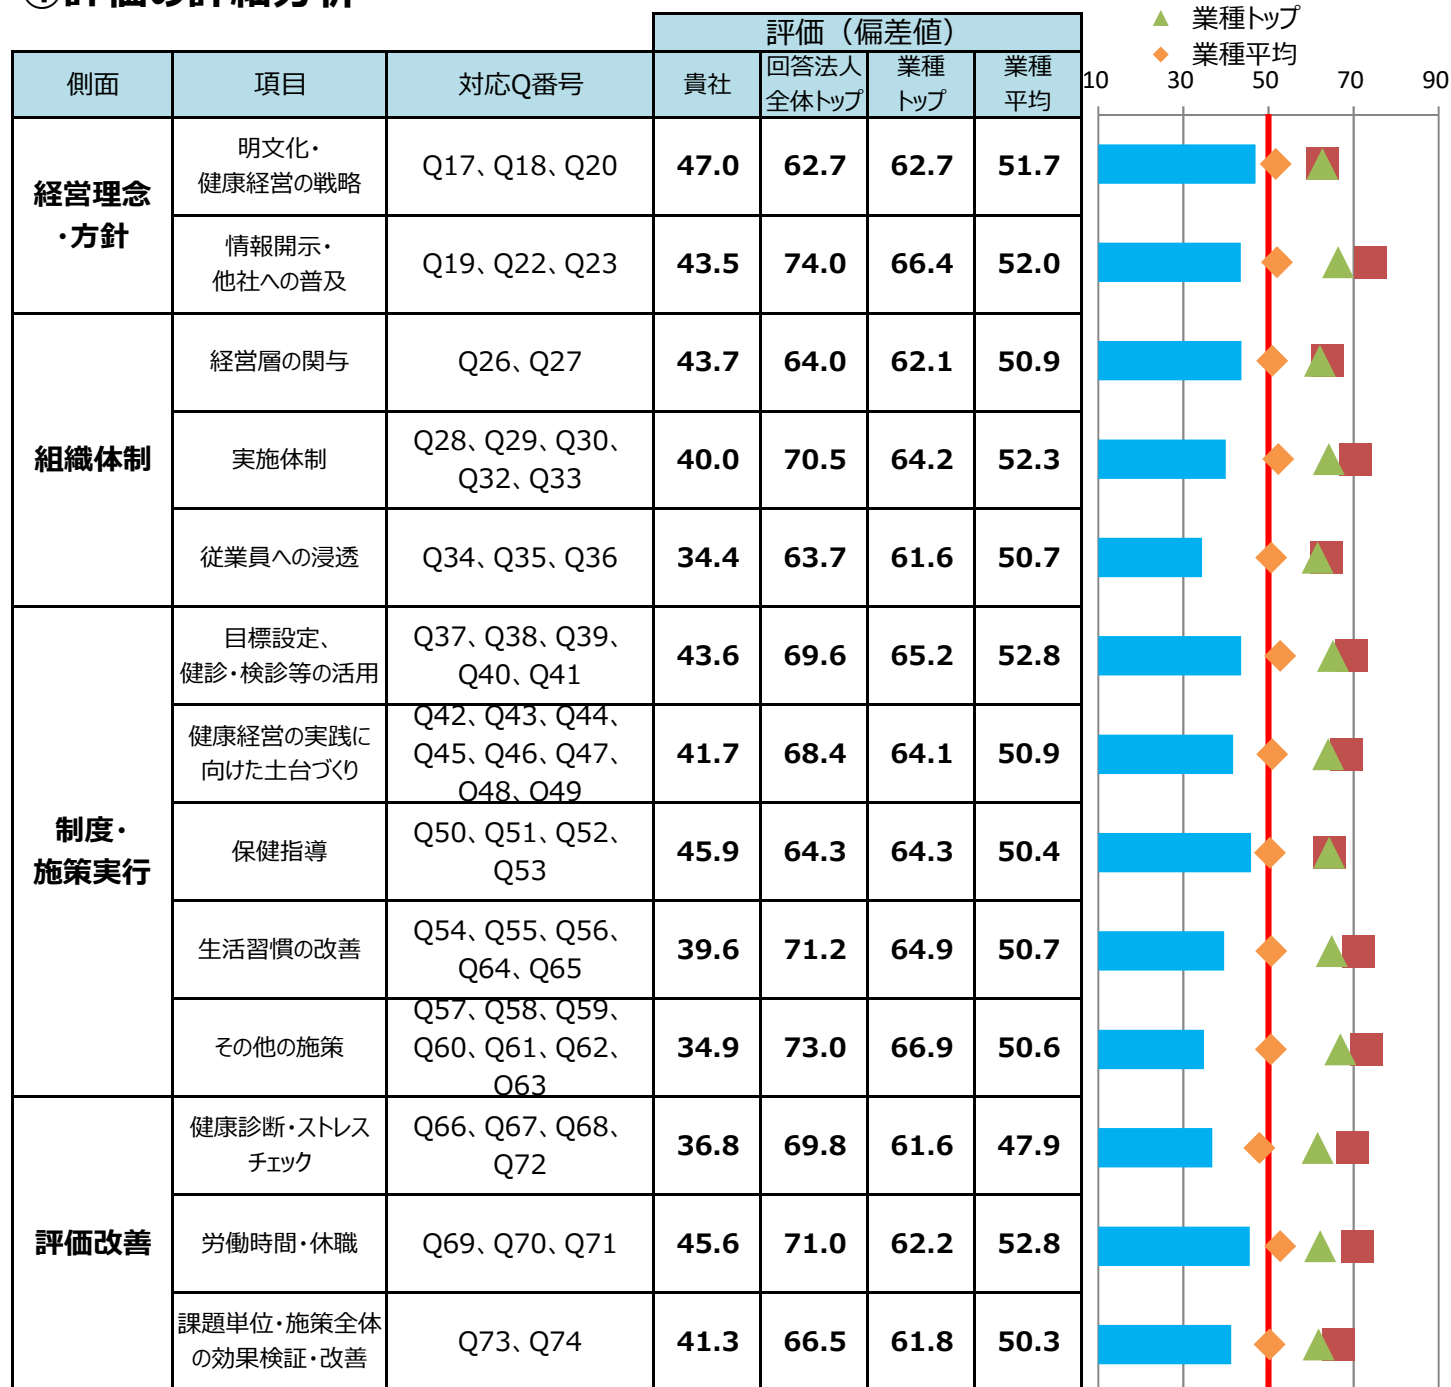 ①評価の詳細分析
▲ 業種トップ
◆ 業種平均
評価（偏差値）
側面 項目 対応Q番号 貴社 回答法人 業種 業種
全体トップ トップ 平均
10 30 50 70 90
経営理念
・方針
明文化・
健康経営の戦略
Q17、Q18、Q20 47.0 62.7 62.7 51.7
情報開示・
他社への普及
Q19、Q22、Q23 43.5 74.0 66.4 52.0
組織体制
経営層の関与 Q26、Q27 43.7 64.0 62.1 50.9
実施体制
Q28、Q29、Q30、
Q32、Q33
40.0 70.5 64.2 52.3
従業員への浸透 Q34、Q35、Q36 34.4 63.7 61.6 50.7
制度・
施策実行
目標設定、
健診・検診等の活用
Q37、Q38、Q39、
Q40、Q41
43.6 69.6 65.2 52.8
健康経営の実践に
向けた土台づくり
Q42、Q43、Q44、
Q45、Q46、Q47、
Q48、Q49
41.7 68.4 64.1 50.9
保健指導
Q50、Q51、Q52、
Q53
45.9 64.3 64.3 50.4
生活習慣の改善
Q54、Q55、Q56、
Q64、Q65
39.6 71.2 64.9 50.7
その他の施策
Q57、Q58、Q59、
Q60、Q61、Q62、
Q63
34.9 73.0 66.9 50.6
評価改善
健康診断・ストレス
チェック
Q66、Q67、Q68、
Q72
36.8 69.8 61.6 47.9
労働時間・休職 Q69、Q70、Q71 45.6 71.0 62.2 52.8
課題単位・施策全体
の効果検証・改善
Q73、Q74 41.3 66.5 61.8 50.3